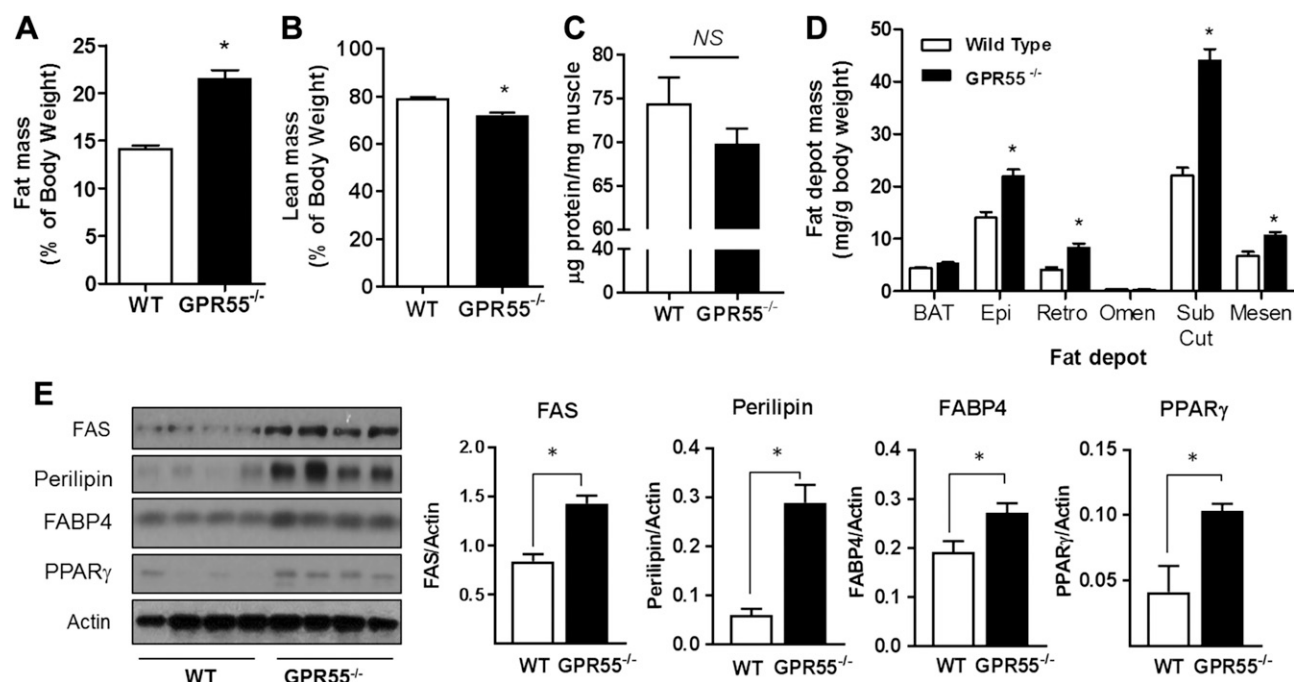 A
Fat mass
(% of Body Weight)
25
20
15
10
5
0
*
WT
GPR55-/-
B
Lean mass
(% of Body Weight)
100
80
60
40
20
0
*
WT
GPR55-/-
C
µg protein/mg muscle
80
75
70
65
60
40
20
0
NS
WT GPR55-/-
D
Wild Type
GPR55 -/-
Fat depot mass
(mg/g body weight)
50
40
30
20
10
0
*
*
*
*
BAT Epi Retro Omen Sub Mesen
Cut
Fat depot
E
FAS
Perilipin
FABP4
PPARγ
Actin
WT GPR55-/-
FAS
FAS/Actin
2.0
1.5
1.0
0.5
*
WT GPR55-/-
Perilipin
Perilipin/Actin
0.4
0.3
0.2
0.1
0.0
*
WT GPR55-/-
FABP4
FABP4/Actin
0.4
0.3
0.2
0.1
0.0
*
WT GPR55-/-
PPARγ
PPARγ/Actin
0.15
0.10
0.05
*
WT GPR55-/-